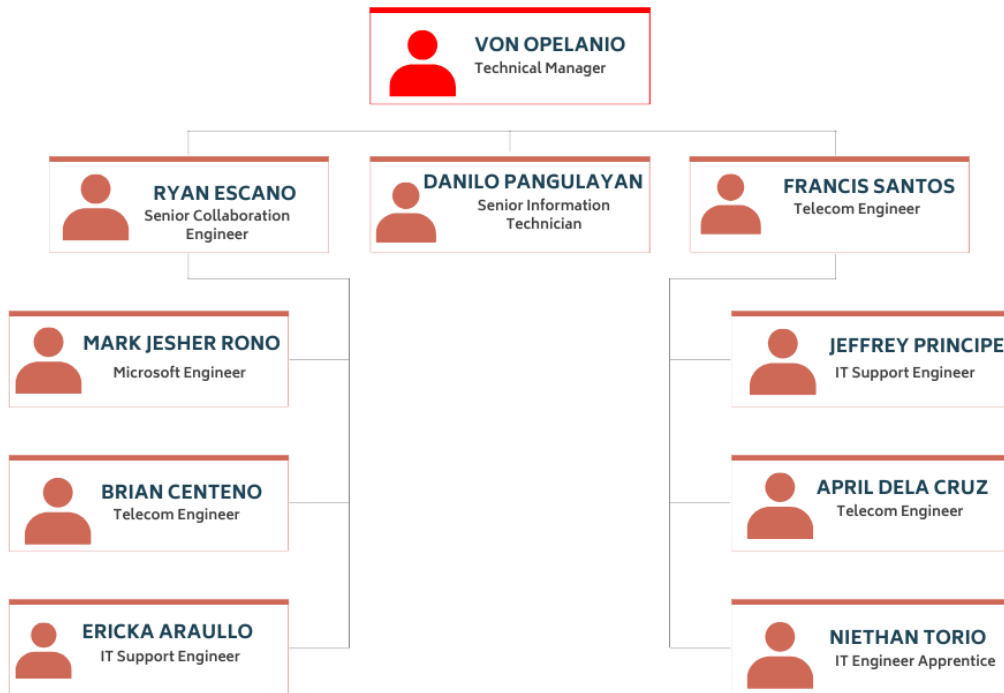 VON OPELANIO
Technical Manager
RYAN ESCANO
Senior Collaboration
Engineer
DANILO PANGULAYAN
Senior Information
Technician
FRANCIS SANTOS
Telecom Engineer
MARK JESHER RONO
Microsoft Engineer
BRIAN CENTENO
Telecom Engineer
ERICKA ARAULLO
IT Support Engineer
JEFFREY PRINCIPE
IT Support Engineer
APRIL DELA CRUZ
Telecom Engineer
NIETHAN TORIO
IT Engineer Apprentice